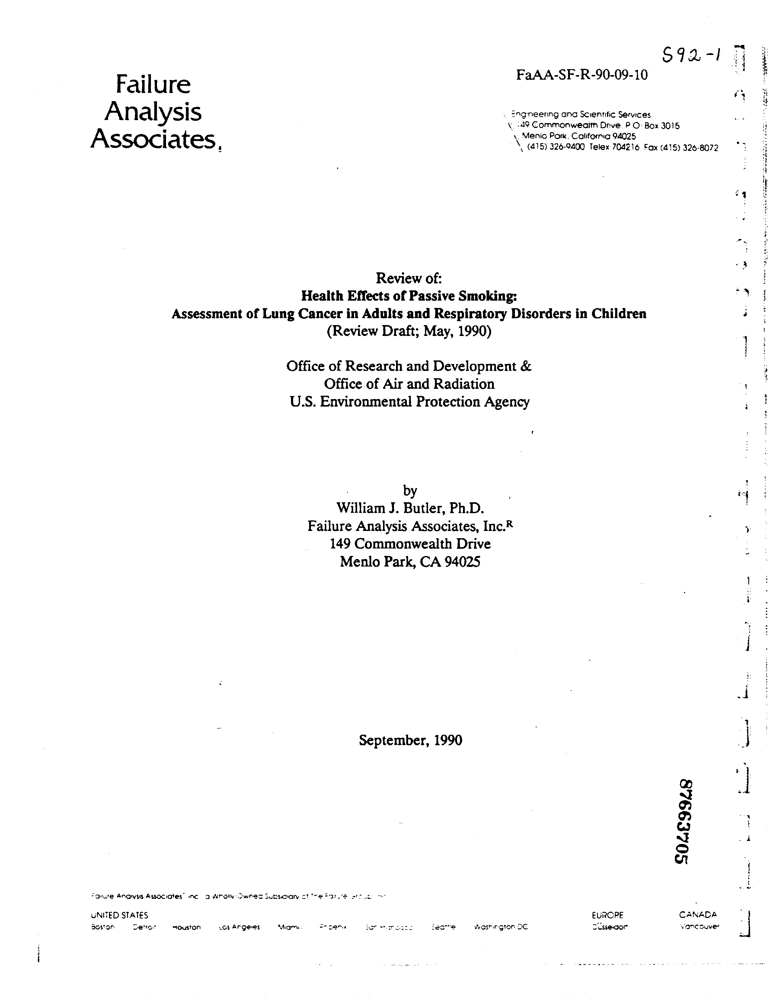 S92-1
Failure
Analysis
Associates.
FaAA-SF-R-90-09-10
Engineering and Scientific Services
149 Commonwealth Drive P O Box 3015
Menlo Park, California 94025
(415) 326-9400 Telex 704216 Fax (415) 326-8072
Review of:
Health Effects of Passive Smoking:
Assessment of Lung Cancer in Adults and Respiratory Disorders in Children
(Review Draft; May, 1990)
Office of Research and Development &
Office of Air and Radiation
U.S. Environmental Protection Agency
by
William J. Butler, Ph.D.
Failure Analysis Associates, Inc.ᴿ
149 Commonwealth Drive
Menlo Park, CA 94025
September, 1990
87663705
Failure Analysis Associates, Inc. a Wholly Owned Subsidiary of The Failure Group, Inc.
UNITED STATES EUROPE CANADA
Boston Detroit Houston Los Angeles Miami Phoenix San Francisco Seattle Washington DC Düsseldorf Vancouver